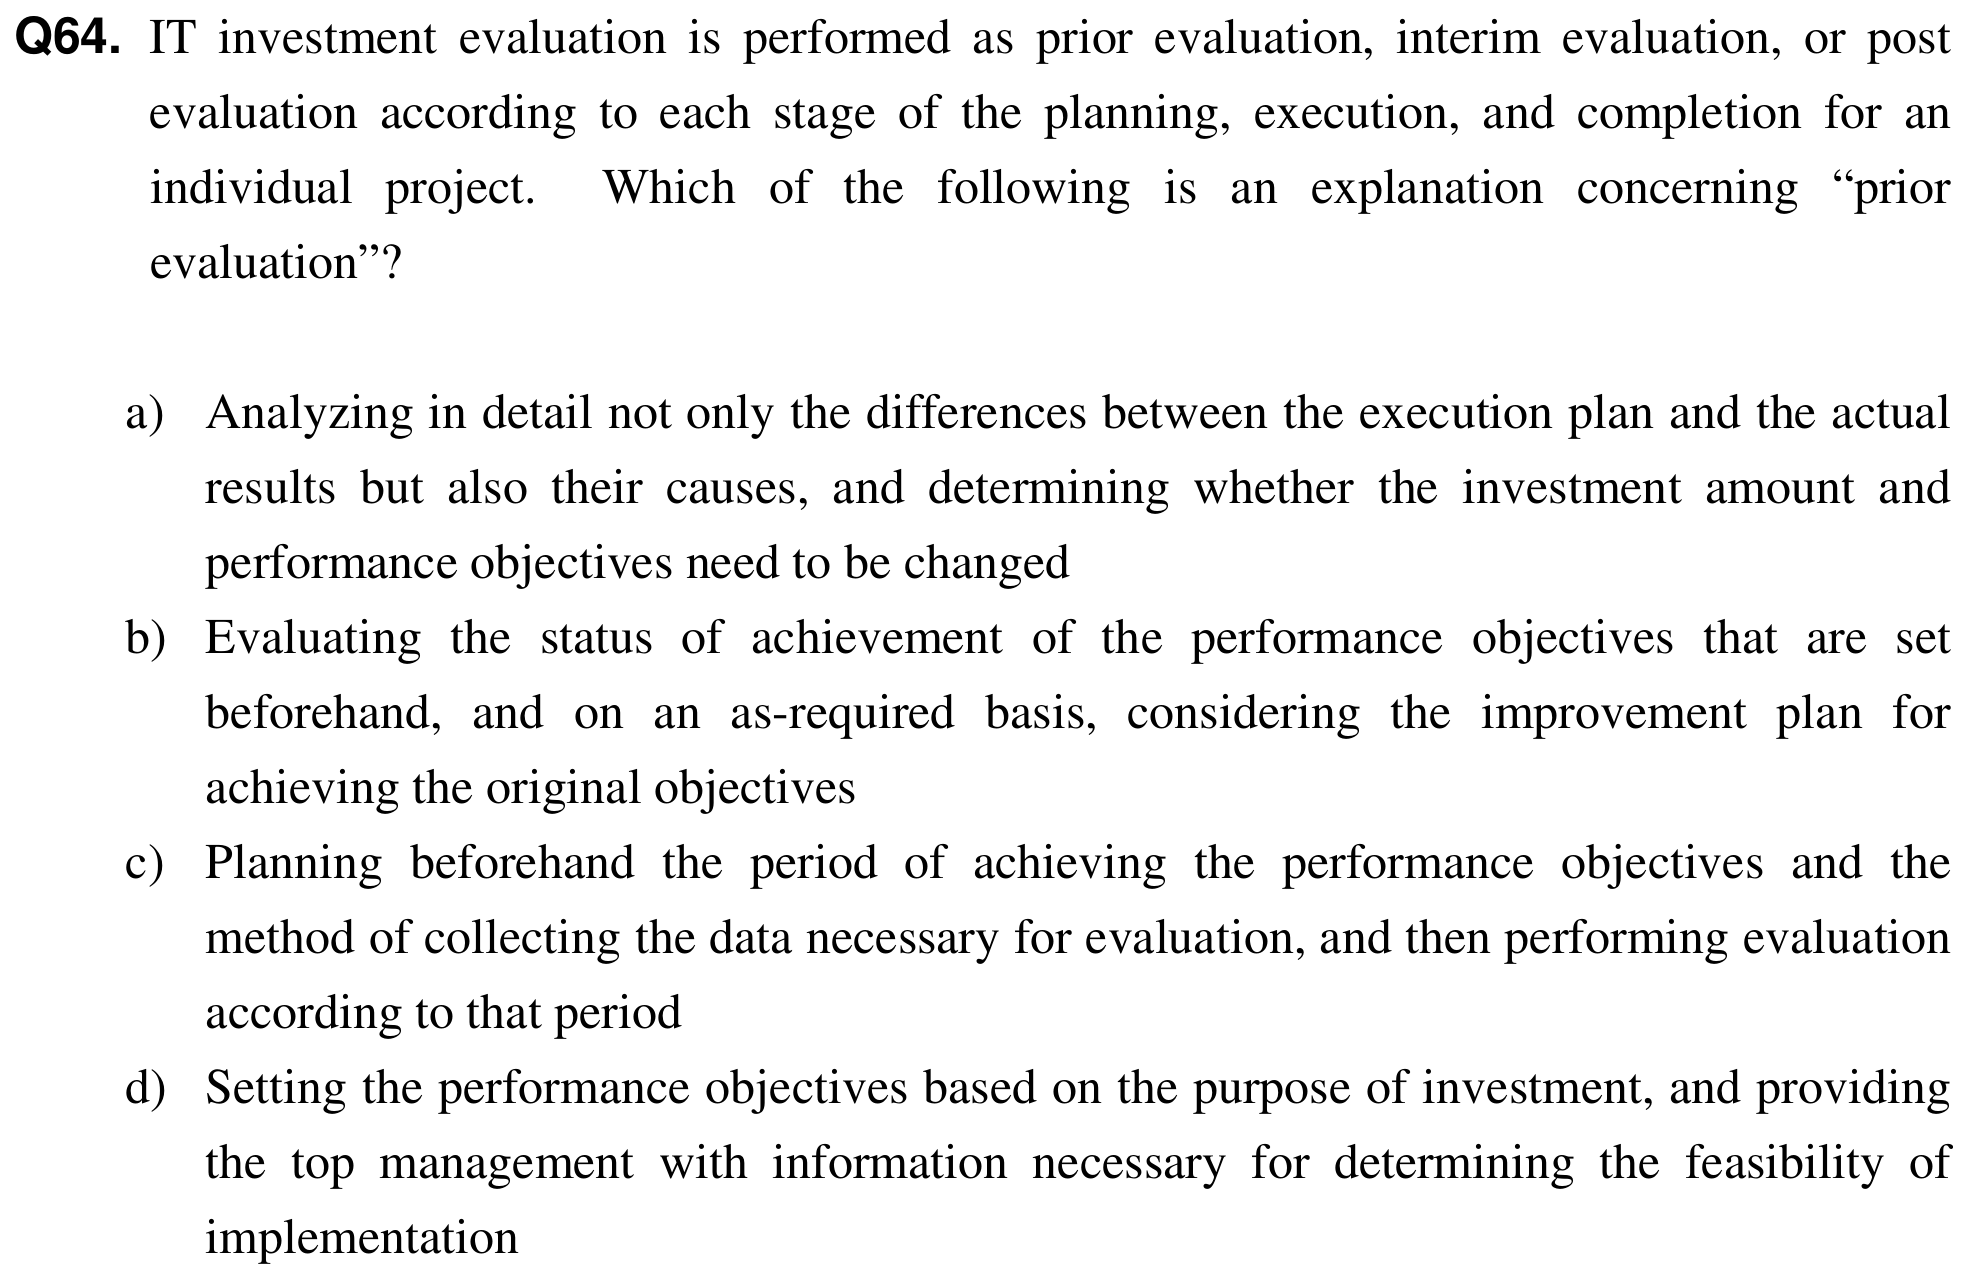 Q64. IT investment evaluation is performed as prior evaluation, interim evaluation, or post
evaluation according to each stage of the planning, execution, and completion for an
individual project. Which of the following is an explanation concerning “prior
evaluation”?
a) Analyzing in detail not only the differences between the execution plan and the actual
results but also their causes, and determining whether the investment amount and
performance objectives need to be changed
b) Evaluating the status of achievement of the performance objectives that are set
beforehand, and on an as-required basis, considering the improvement plan for
achieving the original objectives
c) Planning beforehand the period of achieving the performance objectives and the
method of collecting the data necessary for evaluation, and then performing evaluation
according to that period
d) Setting the performance objectives based on the purpose of investment, and providing
the top management with information necessary for determining the feasibility of
implementation